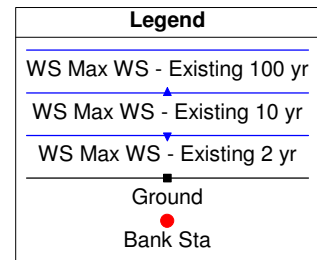 Legend
WS Max WS - Existing 100 yr
WS Max WS - Existing 10 yr
WS Max WS - Existing 2 yr
Ground
Bank Sta